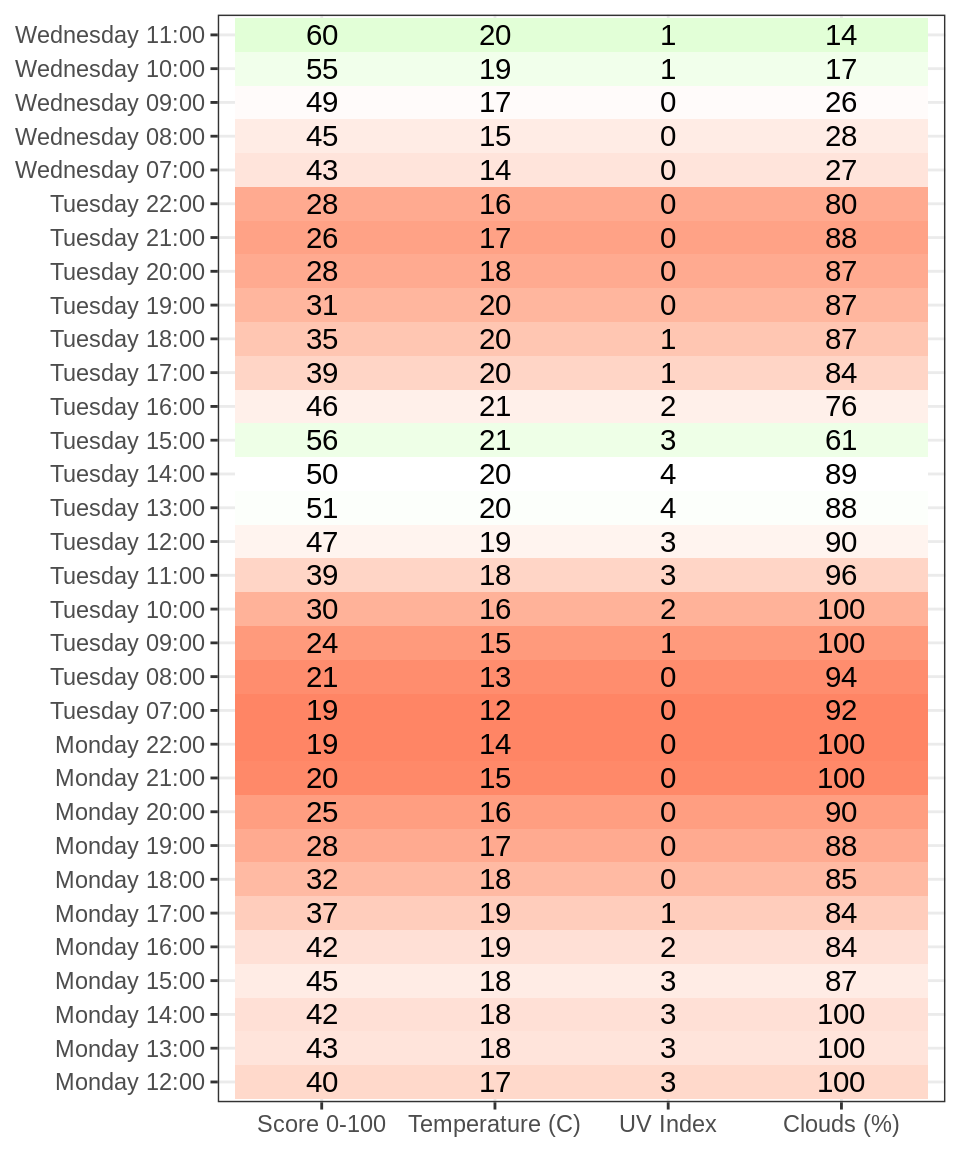 Wednesday 11:00 60 20 1 14
Wednesday 10:00 55 19 1 17
Wednesday 09:00 49 17 0 26
Wednesday 08:00 45 15 0 28
Wednesday 07:00 43 14 0 27
Tuesday 22:00 28 16 0 80
Tuesday 21:00 26 17 0 88
Tuesday 20:00 28 18 0 87
Tuesday 19:00 31 20 0 87
Tuesday 18:00 35 20 1 87
Tuesday 17:00 39 20 1 84
Tuesday 16:00 46 21 2 76
Tuesday 15:00 56 21 3 61
Tuesday 14:00 50 20 4 89
Tuesday 13:00 51 20 4 88
Tuesday 12:00 47 19 3 90
Tuesday 11:00 39 18 3 96
Tuesday 10:00 30 16 2 100
Tuesday 09:00 24 15 1 100
Tuesday 08:00 21 13 0 94
Tuesday 07:00 19 12 0 92
Monday 22:00 19 14 0 100
Monday 21:00 20 15 0 100
Monday 20:00 25 16 0 90
Monday 19:00 28 17 0 88
Monday 18:00 32 18 0 85
Monday 17:00 37 19 1 84
Monday 16:00 42 19 2 84
Monday 15:00 45 18 3 87
Monday 14:00 42 18 3 100
Monday 13:00 43 18 3 100
Monday 12:00 40 17 3 100
Score 0-100 Temperature (C) UV Index Clouds (%)